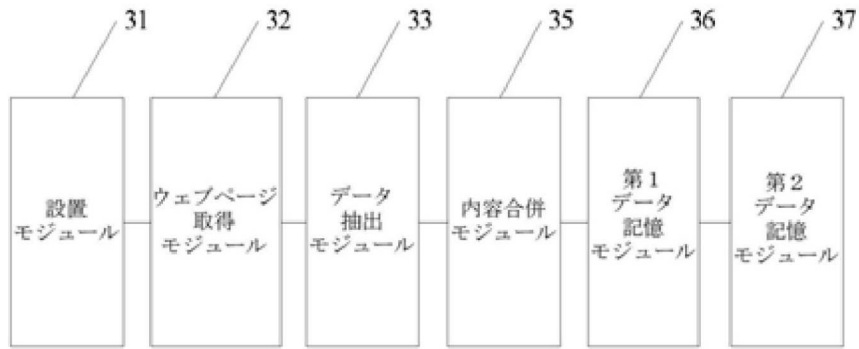 31
32
33
35
36
37
設置
モジュール
ウェブページ
取得
モジュール
データ
抽出
モジュール
内容合併
モジュール
第1
データ
記憶
モジュール
第2
データ
記憶
モジュール